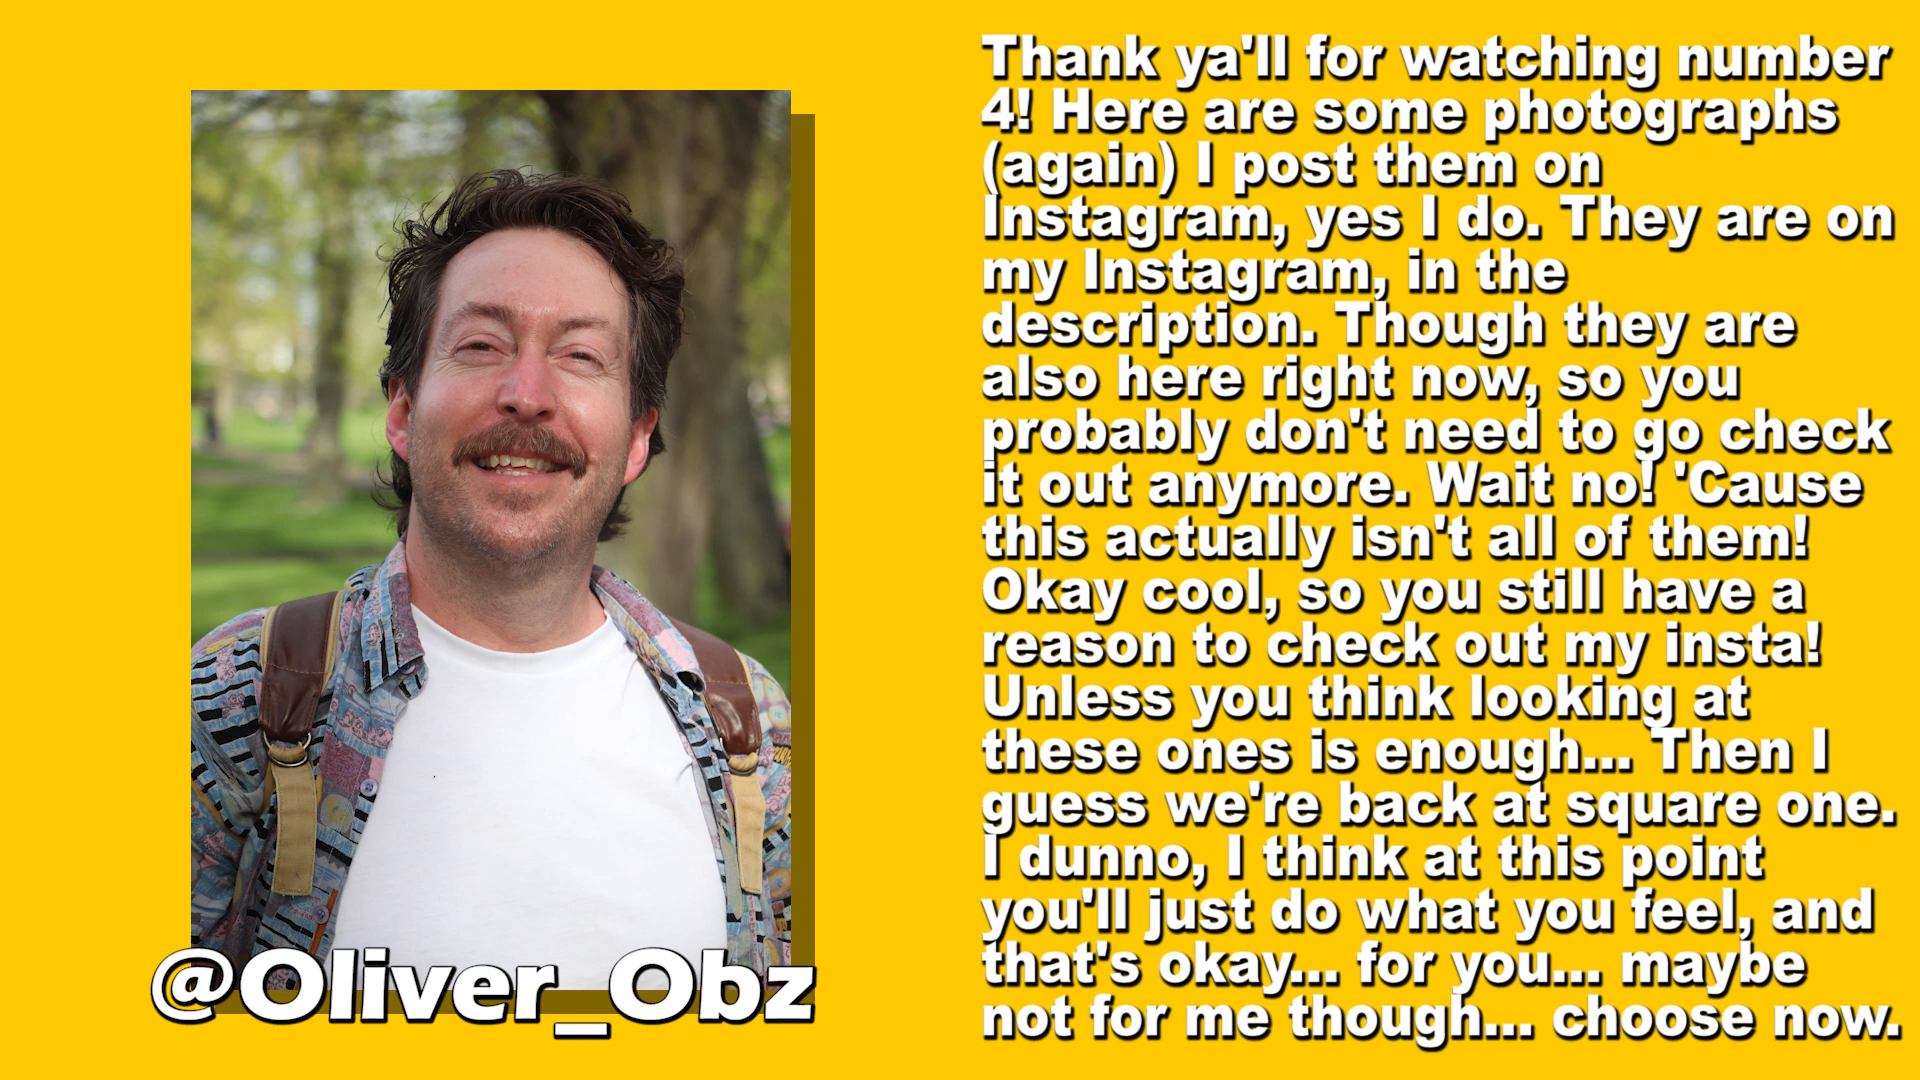 Thank ya'll for watching number
4! Here are some photographs
(again) I post them on
Instagram, yes I do. They are on
my Instagram, in the
description. Though they are
also here right now, so you
probably don't need to go check
it out anymore. Wait no! 'Cause
this actually isn't all of them!
Okay cool, so you still have a
reason to check out my insta!
Unless you think looking at
these ones is enough... Then I
guess we're back at square one.
I dunno, I think at this point
you'll just do what you feel, and
that's okay... for you... maybe
not for me though... choose now.
@Oliver_Obz